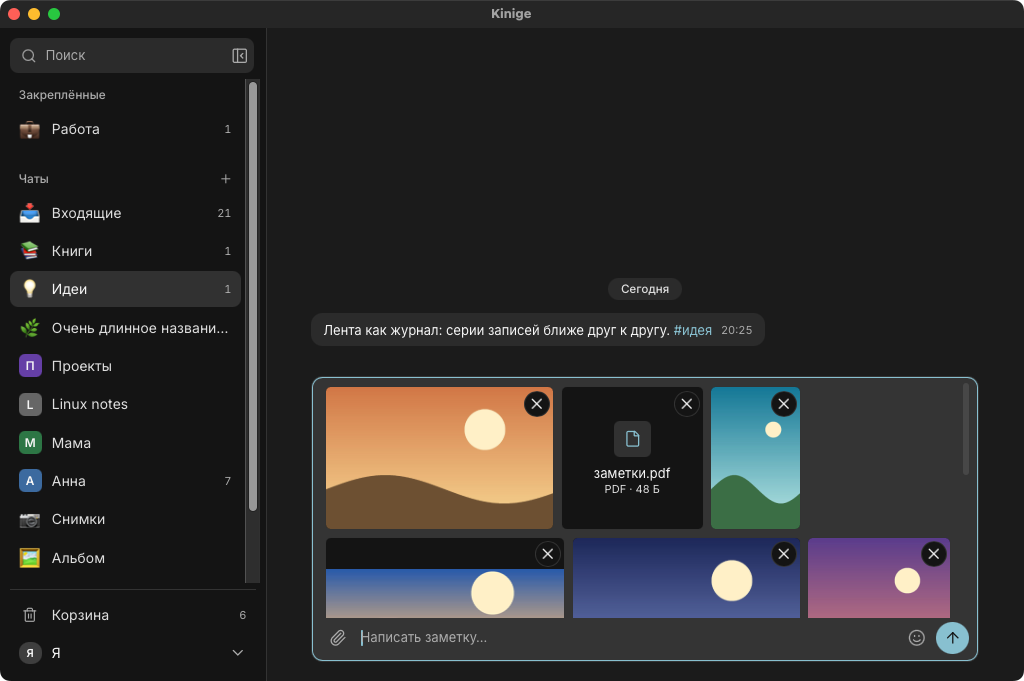 Kinige
Поиск
Закреплённые
Работа 1
Чаты
Входящие 21
Книги 1
Идеи 1
Очень длинное названи...
П Проекты
L Linux notes
М Мама
А Анна 7
Снимки
Альбом
Корзина 6
Я Я
Сегодня
Лента как журнал: серии записей ближе друг к другу. #идея 20:25
заметки.pdf
PDF · 48 Б
Написать заметку...